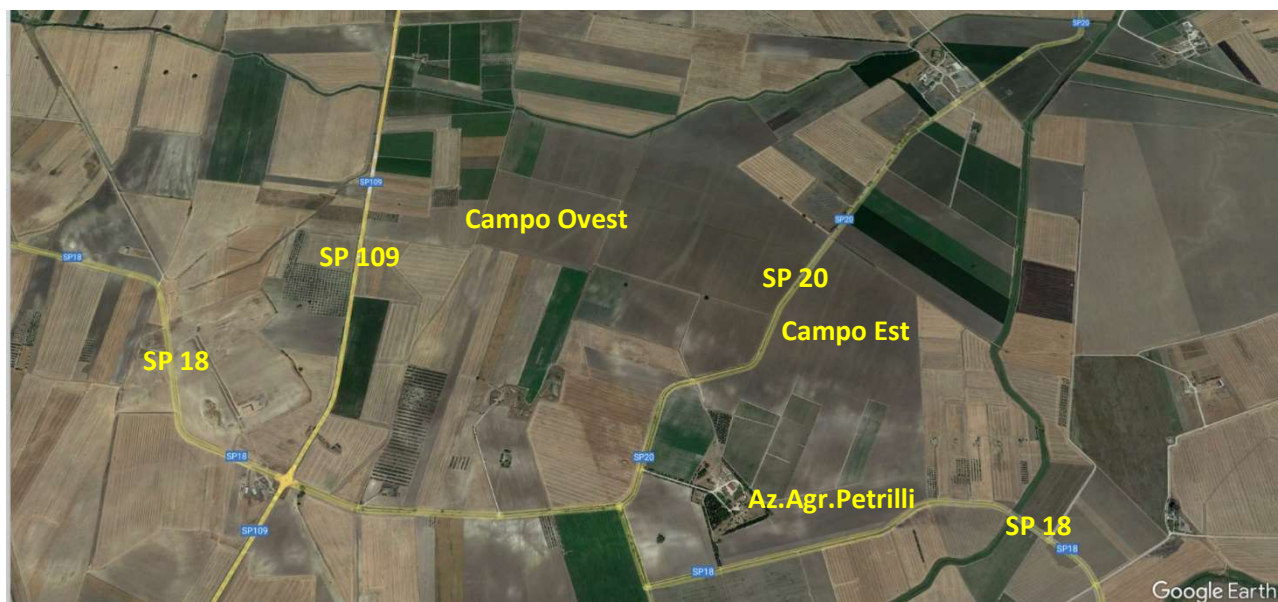 SP20
SP109
Campo Ovest
SP20
SP18
SP 109
SP 20
Campo Est
SP 18
SP18
SP20
Az.Agr.Petrilli
SP 18
SP109
SP18
SP18
Google Earth